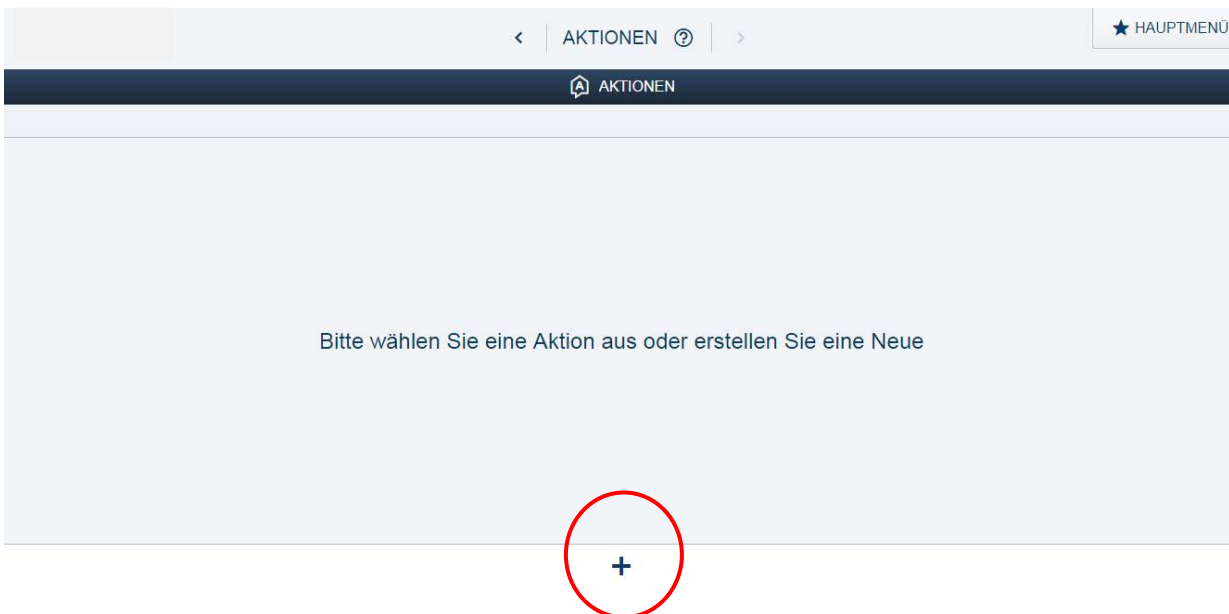 AKTIONEN
HAUPTMENÜ
AKTIONEN
Bitte wählen Sie eine Aktion aus oder erstellen Sie eine Neue